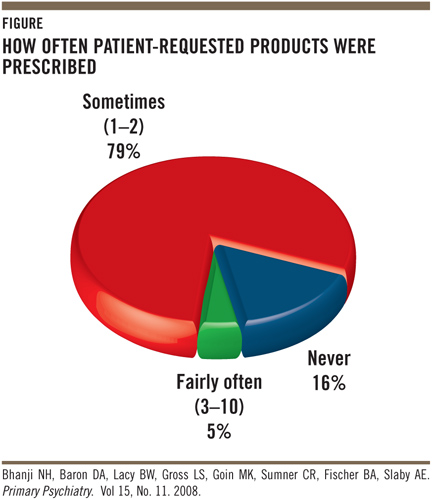 FIGURE
HOW OFTEN PATIENT-REQUESTED PRODUCTS WERE
PRESCRIBED
Sometimes
(1–2)
79%
Never
16%
Fairly often
(3–10)
5%
Bhanji NH, Baron DA, Lacy BW, Gross LS, Goin MK, Sumner CR, Fischer BA, Slaby AE.
Primary Psychiatry. Vol 15, No. 11. 2008.